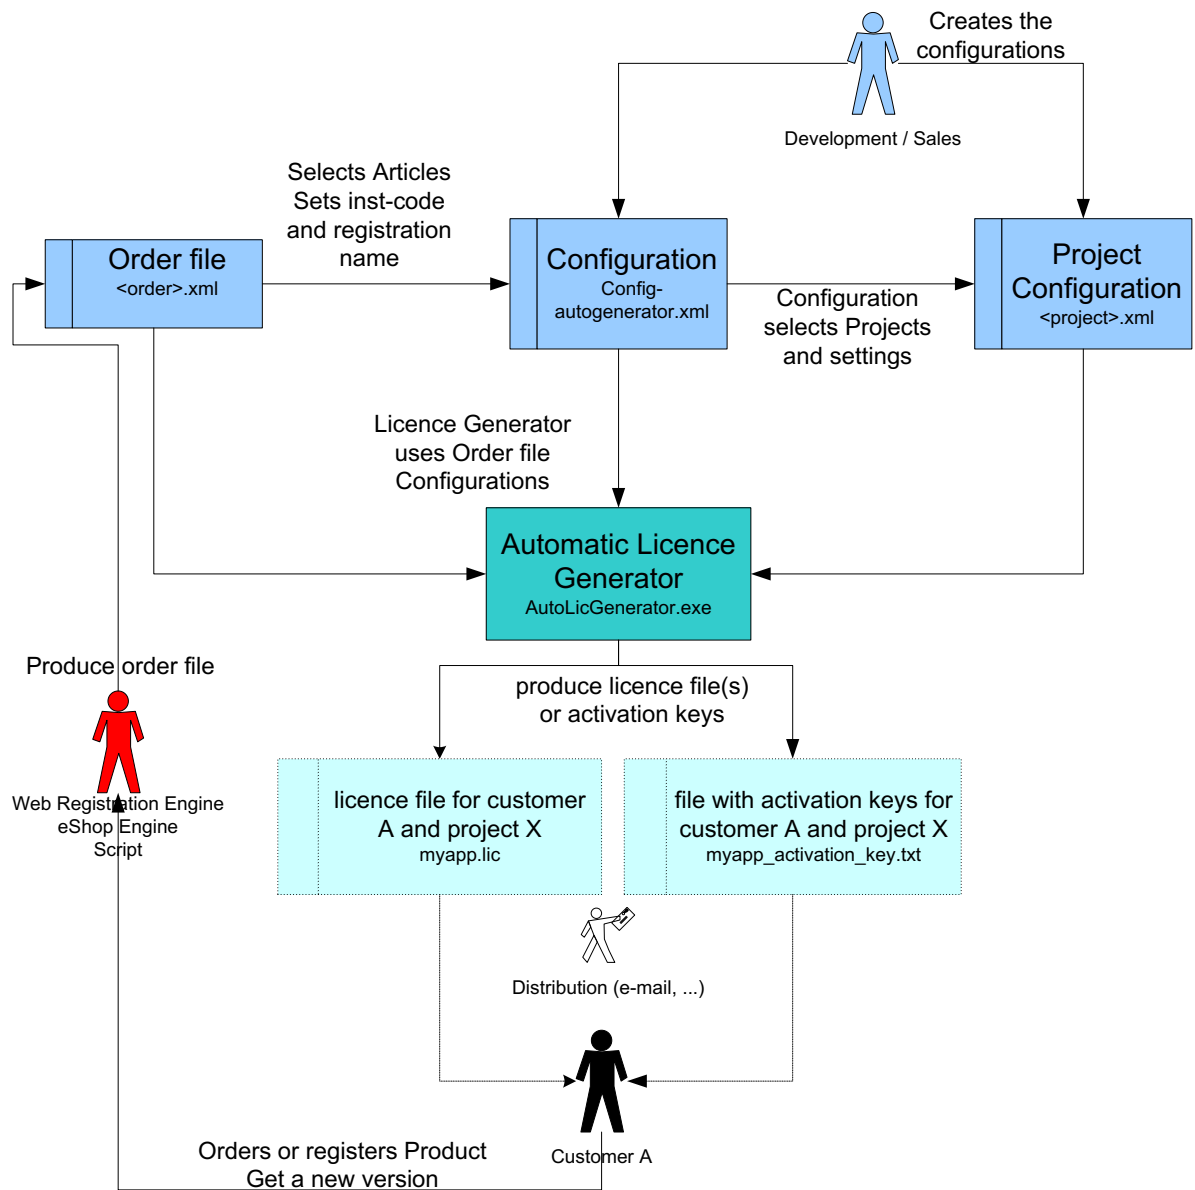 Creates the
configurations
Development / Sales
Selects Articles
Sets inst-code
and registration
name
Order file
<order>.xml
Configuration
Config-
autogenerator.xml
Configuration
selects Projects
and settings
Project
Configuration
<project>.xml
Licence Generator
uses Order file
Configurations
Automatic Licence
Generator
AutoLicGenerator.exe
Produce order file
Web Registration Engine
eShop Engine
Script
produce licence file(s)
or activation keys
licence file for customer
A and project X
myapp.lic
file with activation keys for
customer A and project X
myapp_activation_key.txt
Distribution (e-mail, ...)
Customer A
Orders or registers Product
Get a new version